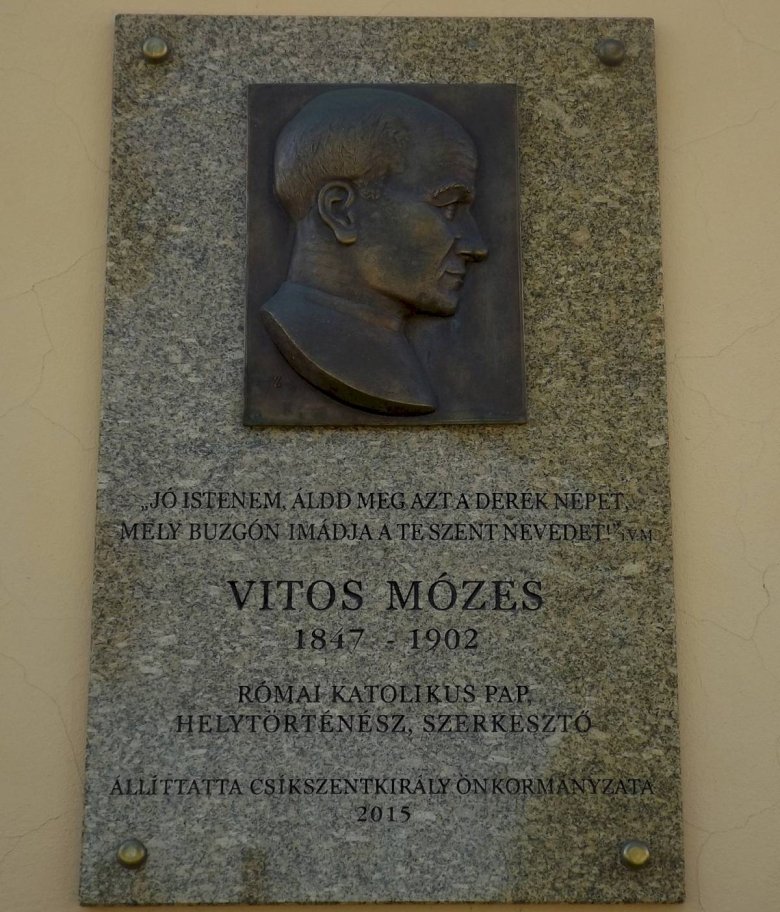 „JÓ ISTENEM, ÁLDD MEG AZT A DERÉK NÉPET,
MELY BUZGÓN IMÁDJA A TE SZENT NEVEDET!” /VM
VITOS MÓZES
1847 - 1902
RÓMAI KATOLIKUS PAP,
HELYTÖRTÉNÉSZ, SZERKESZTŐ
ÁLLÍTTATTA CSÍKSZENTKIRÁLY ÖNKORMÁNYZATA
2015